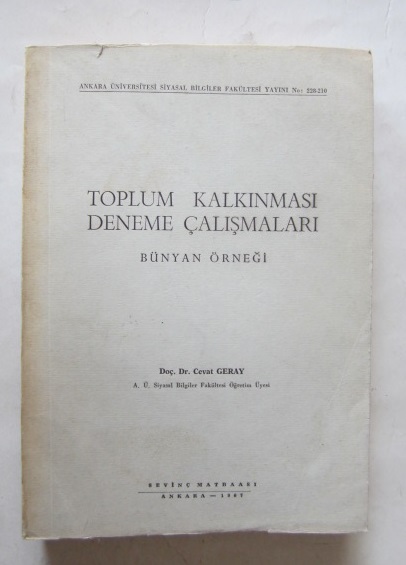 ANKARA ÜNİVERSİTESİ SİYASAL BİLGİLER FAKÜLTESİ YAYINI No: 228-210
TOPLUM KALKINMASI
DENEME ÇALIŞMALARI
BÜNYAN ÖRNEĞİ
Doç. Dr. Cevat GERAY
A. Ü. Siyasal Bilgiler Fakültesi Öğretim Üyesi
SEVİNÇ MATBAASI
ANKARA — 1967